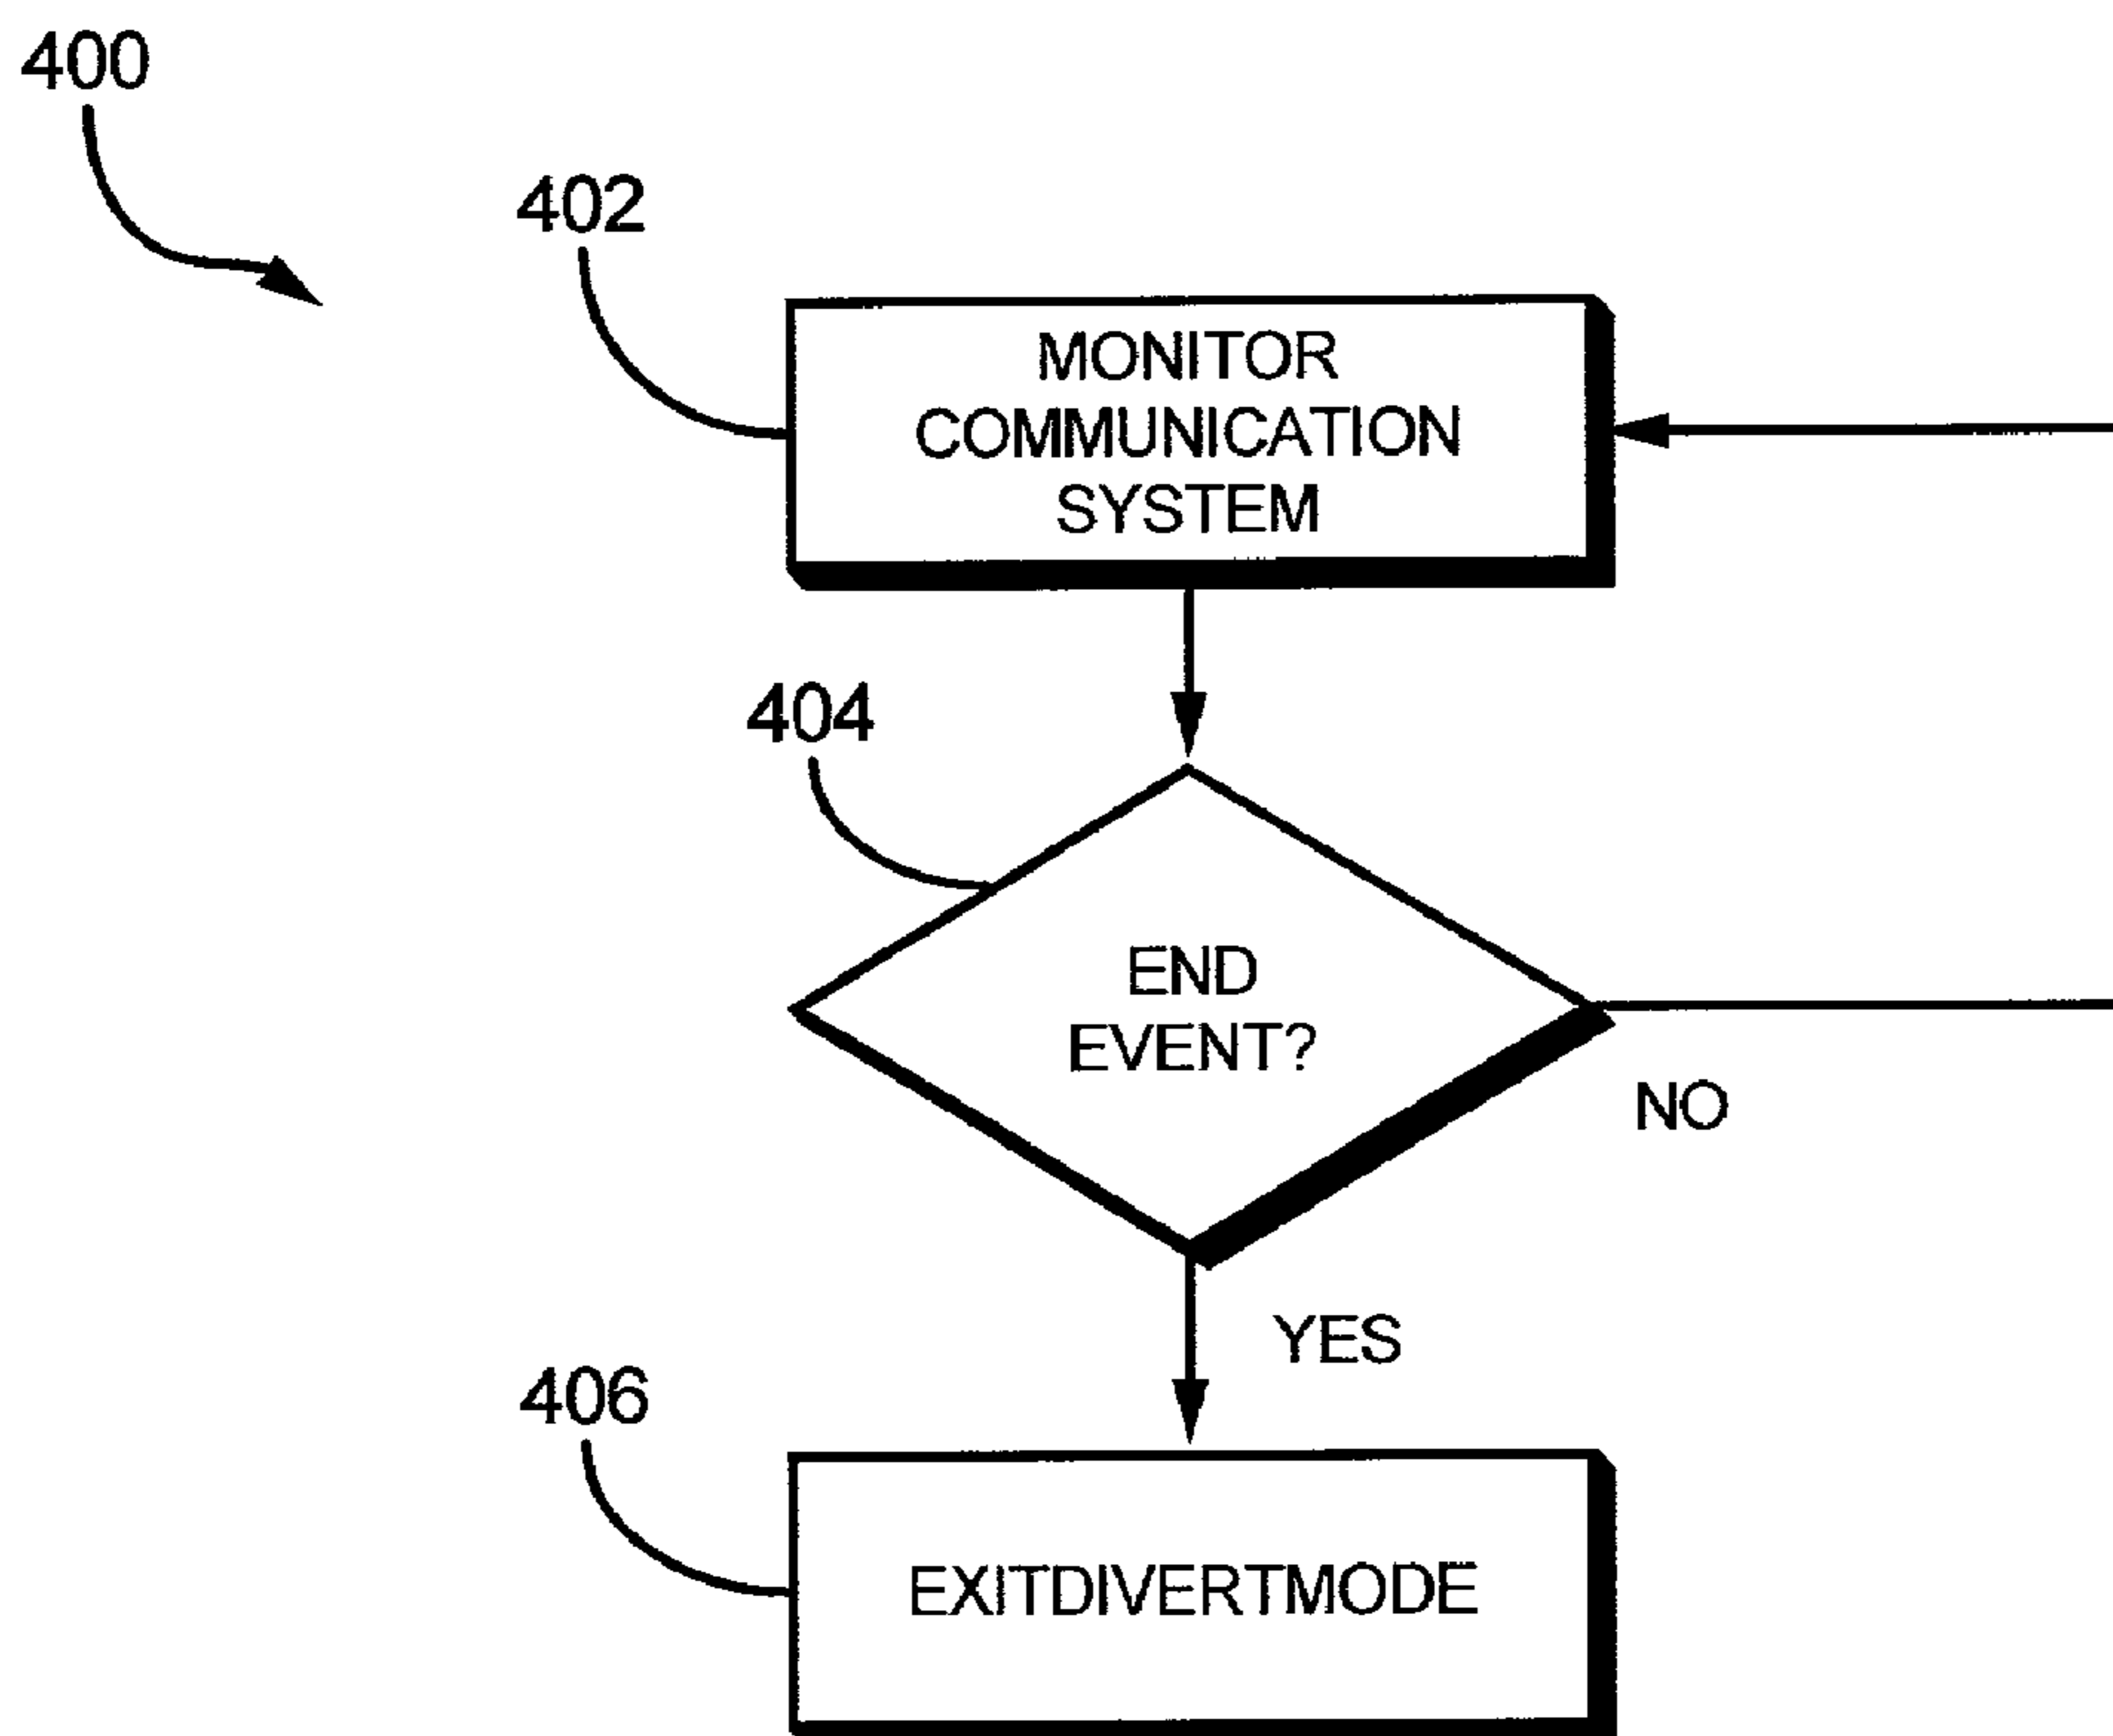 400
402
MONITOR
COMMUNICATION
SYSTEM
404
END
EVENT?
NO
YES
406
EXITDIVERTMODE